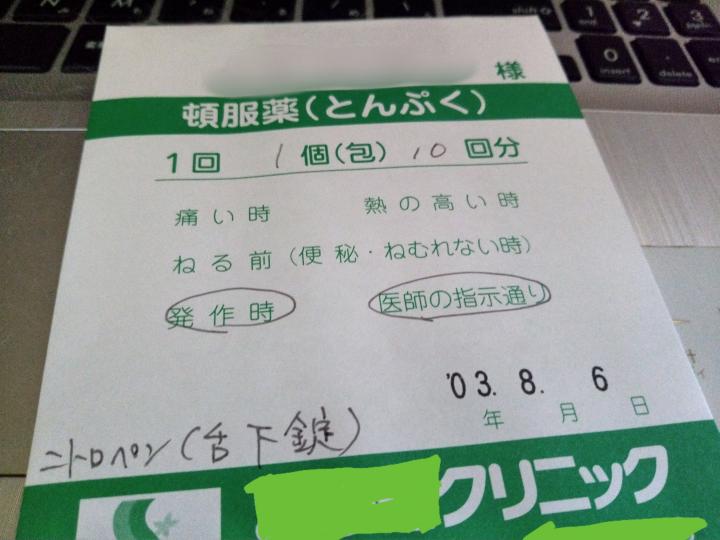 様
頓服薬(とんぷく)
1回 1 個(包) 10 回分
痛い時 熱の高い時
ねる前(便秘・ねむれない時)
発作時 医師の指示通り
'03. 8. 6
年 月 日
ニトロペン(舌下錠)
クリニック